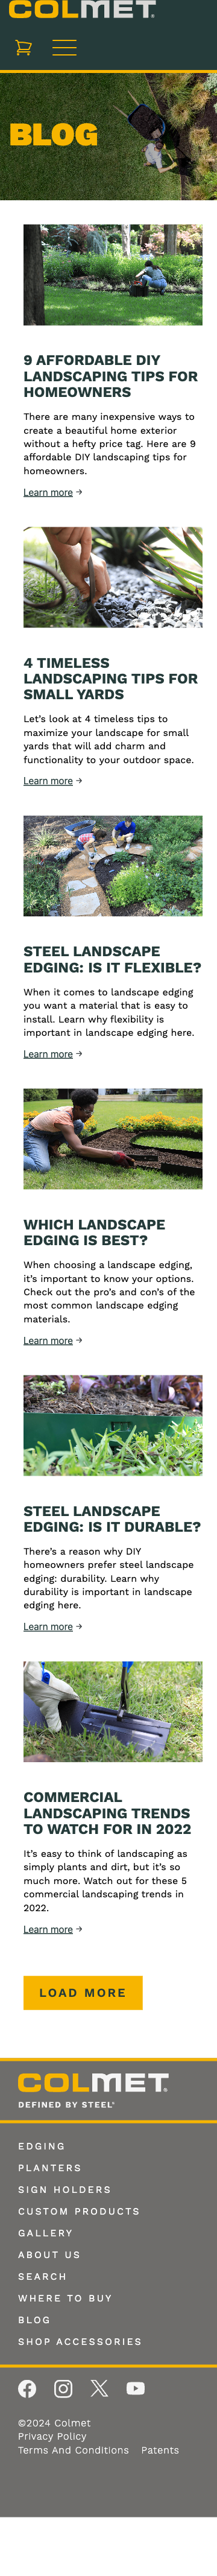 COLMET
BLOG
9 AFFORDABLE DIY
LANDSCAPING TIPS FOR
HOMEOWNERS
There are many inexpensive ways to
create a beautiful home exterior
without a hefty price tag. Here are 9
affordable DIY landscaping tips for
homeowners.
Learn more →
4 TIMELESS
LANDSCAPING TIPS FOR
SMALL YARDS
Let's look at 4 timeless tips to
maximize your landscape for small
yards that will add charm and
functionality to your outdoor space.
Learn more →
STEEL LANDSCAPE
EDGING: IS IT FLEXIBLE?
When it comes to landscape edging
you want a material that is easy to
install. Learn why flexibility is
important in landscape edging here.
Learn more →
WHICH LANDSCAPE
EDGING IS BEST?
When choosing a landscape edging,
it's important to know your options.
Check out the pro's and con's of the
most common landscape edging
materials.
Learn more →
STEEL LANDSCAPE
EDGING: IS IT DURABLE?
There's a reason why DIY
homeowners prefer steel landscape
edging: durability. Learn why
durability is important in landscape
edging here.
Learn more →
COMMERCIAL
LANDSCAPING TRENDS
TO WATCH FOR IN 2022
It's easy to think of landscaping as
simply plants and dirt, but it's so
much more. Watch out for these 5
commercial landscaping trends in
2022.
Learn more →
LOAD MORE
COLMET®
DEFINED BY STEEL®
EDGING
PLANTERS
SIGN HOLDERS
CUSTOM PRODUCTS
GALLERY
ABOUT US
SEARCH
WHERE TO BUY
BLOG
SHOP ACCESSORIES
©2024 Colmet
Privacy Policy
Terms And Conditions Patents